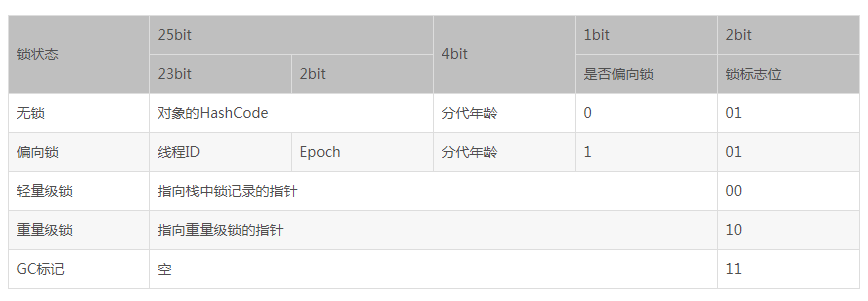 锁状态 25bit 4bit 1bit 2bit
23bit 2bit 是否偏向锁 锁标志位
无锁 对象的HashCode 分代年龄 0 01
偏向锁 线程ID Epoch 分代年龄 1 01
轻量级锁 指向栈中锁记录的指针 00
重量级锁 指向重量级锁的指针 10
GC标记 空 11